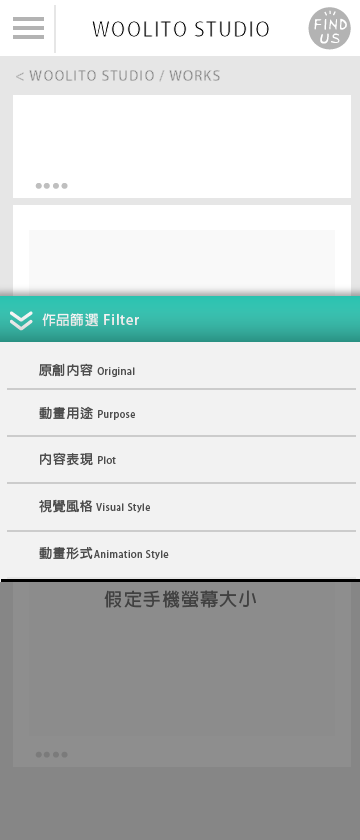 WOOLITO STUDIO
FIND
US
< WOOLITO STUDIO / WORKS
作品篩選 Filter
原創內容 Original
動畫用途 Purpose
內容表現 Plot
視覺風格 Visual Style
動畫形式 Animation Style
假定手機螢幕大小